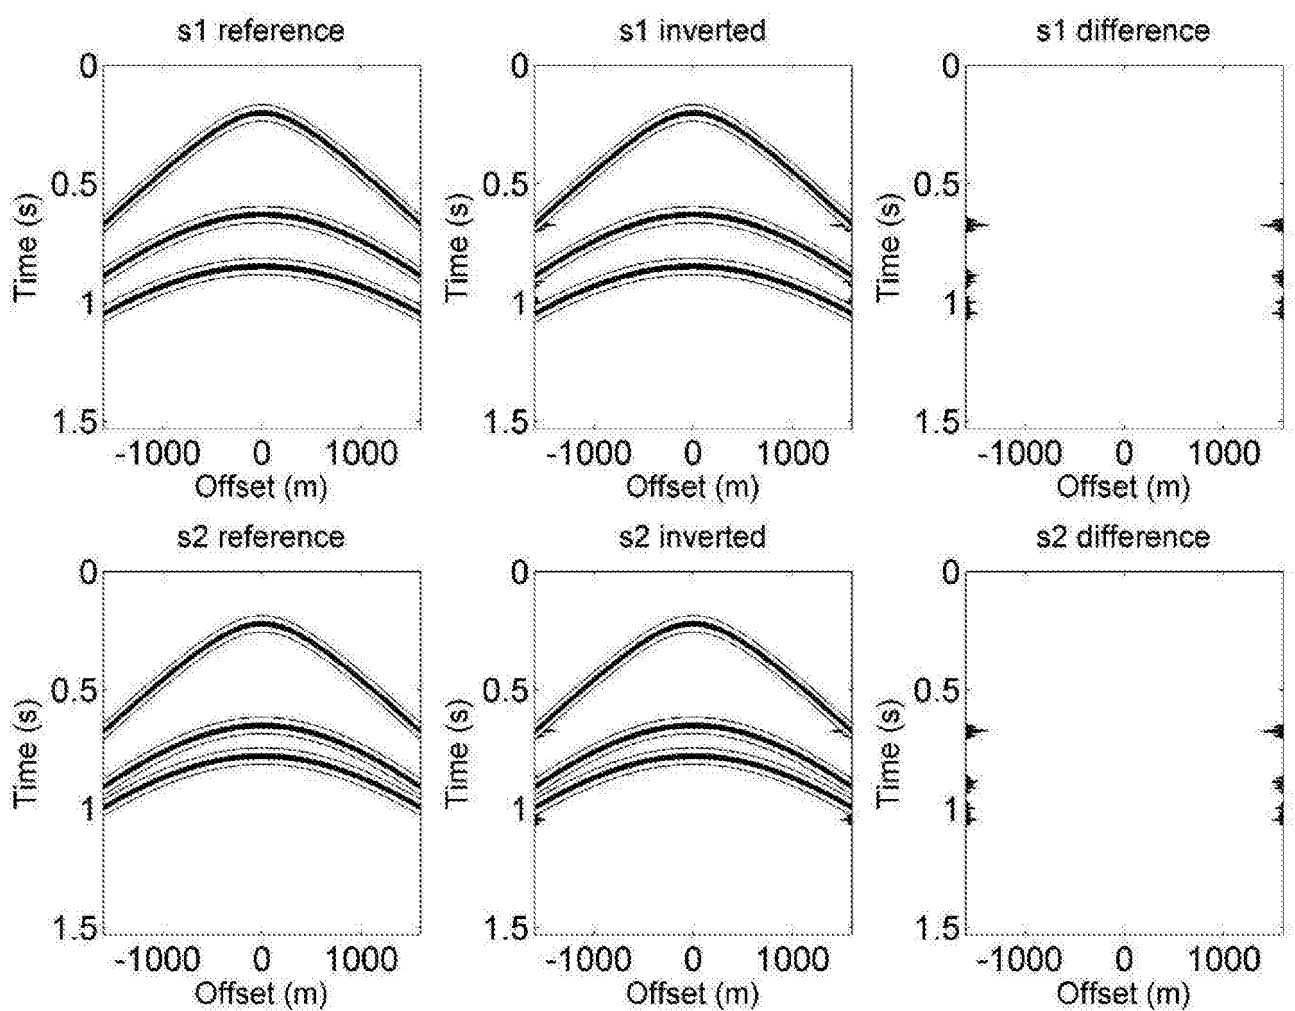 s1 reference
s1 inverted
s1 difference
0
0.5
1
1.5
Time (s)
-1000 0 1000
Offset (m)
0
0.5
1
1.5
Time (s)
-1000 0 1000
Offset (m)
0
0.5
1
1.5
Time (s)
-1000 0 1000
Offset (m)
s2 reference
s2 inverted
s2 difference
0
0.5
1
1.5
Time (s)
-1000 0 1000
Offset (m)
0
0.5
1
1.5
Time (s)
-1000 0 1000
Offset (m)
0
0.5
1
1.5
Time (s)
-1000 0 1000
Offset (m)